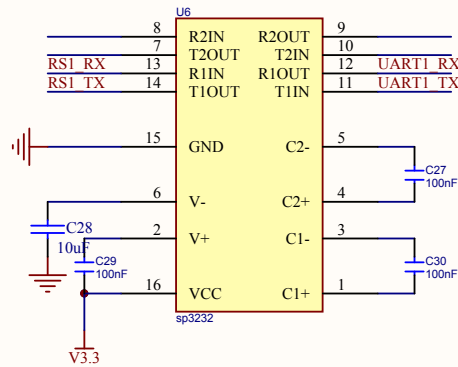 U6
8 R2IN R2OUT 9
7 T2OUT T2IN 10
RS1_RX 13 R1IN R1OUT 12 UART1_RX
RS1_TX 14 T1OUT T1IN 11 UART1_TX
15 GND C2- 5
C27
100nF
6 V- C2+ 4
C28
10uF
2 V+ C1- 3
C29
100nF
C30
100nF
16 VCC C1+ 1
sp3232
V3.3